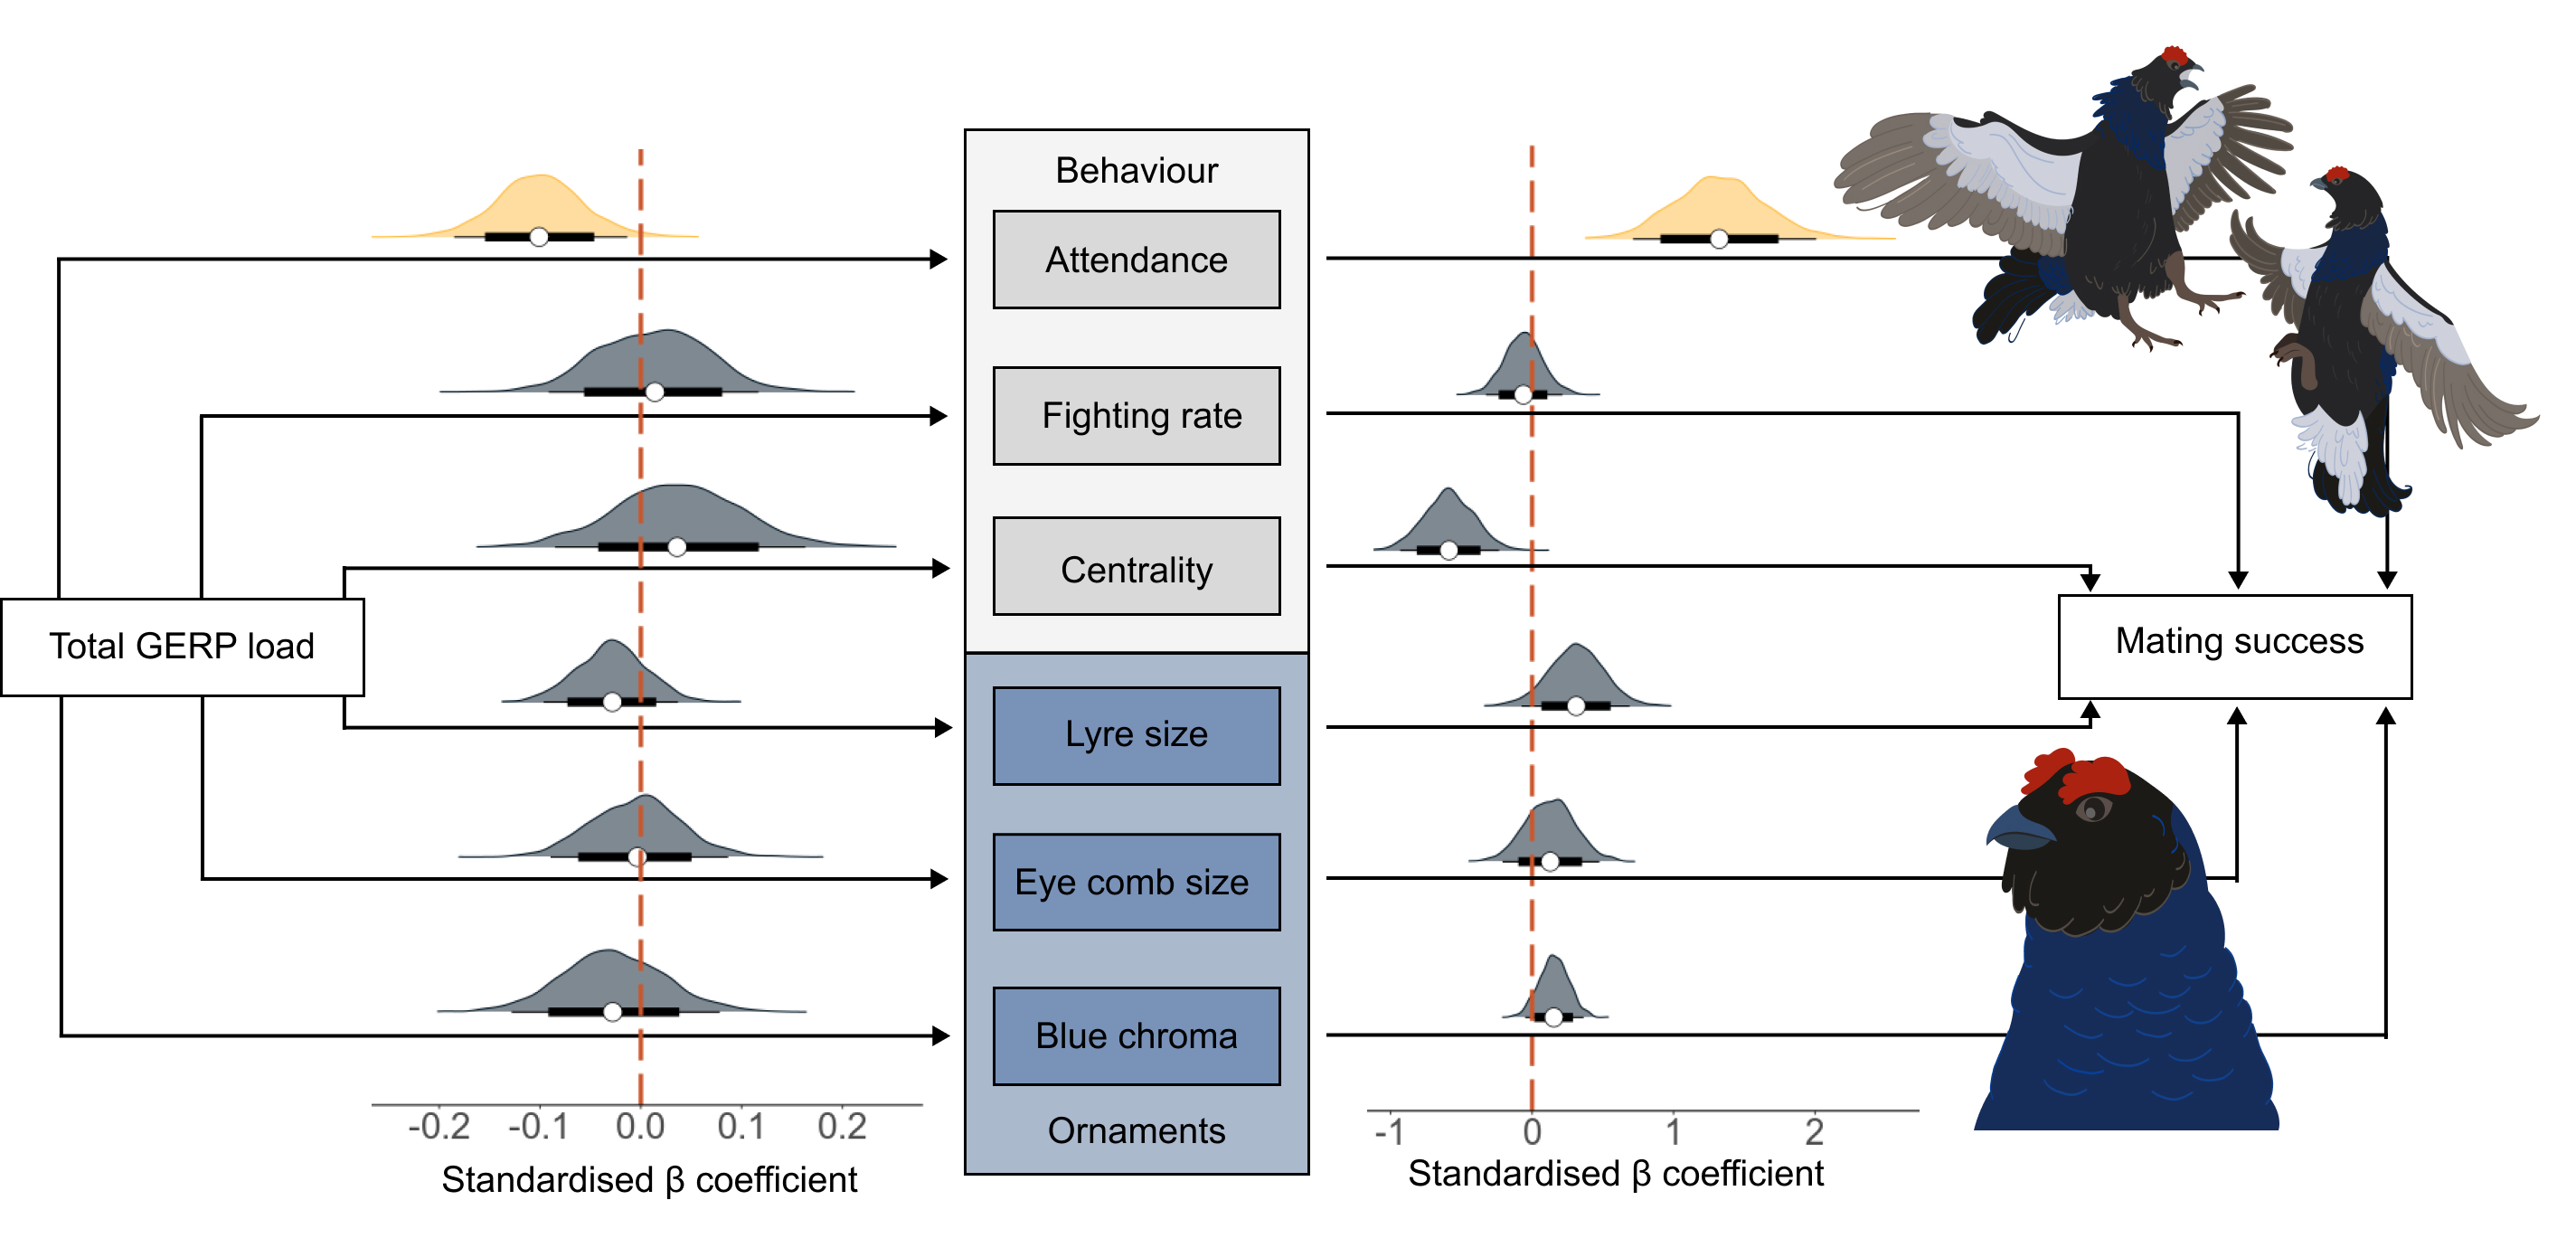 Behaviour
Attendance
Fighting rate
Centrality
Total GERP load
Mating success
Lyre size
Eye comb size
Blue chroma
Ornaments
-0.2 -0.1 0.0 0.1 0.2
Standardised β coefficient
-1 0 1 2
Standardised β coefficient